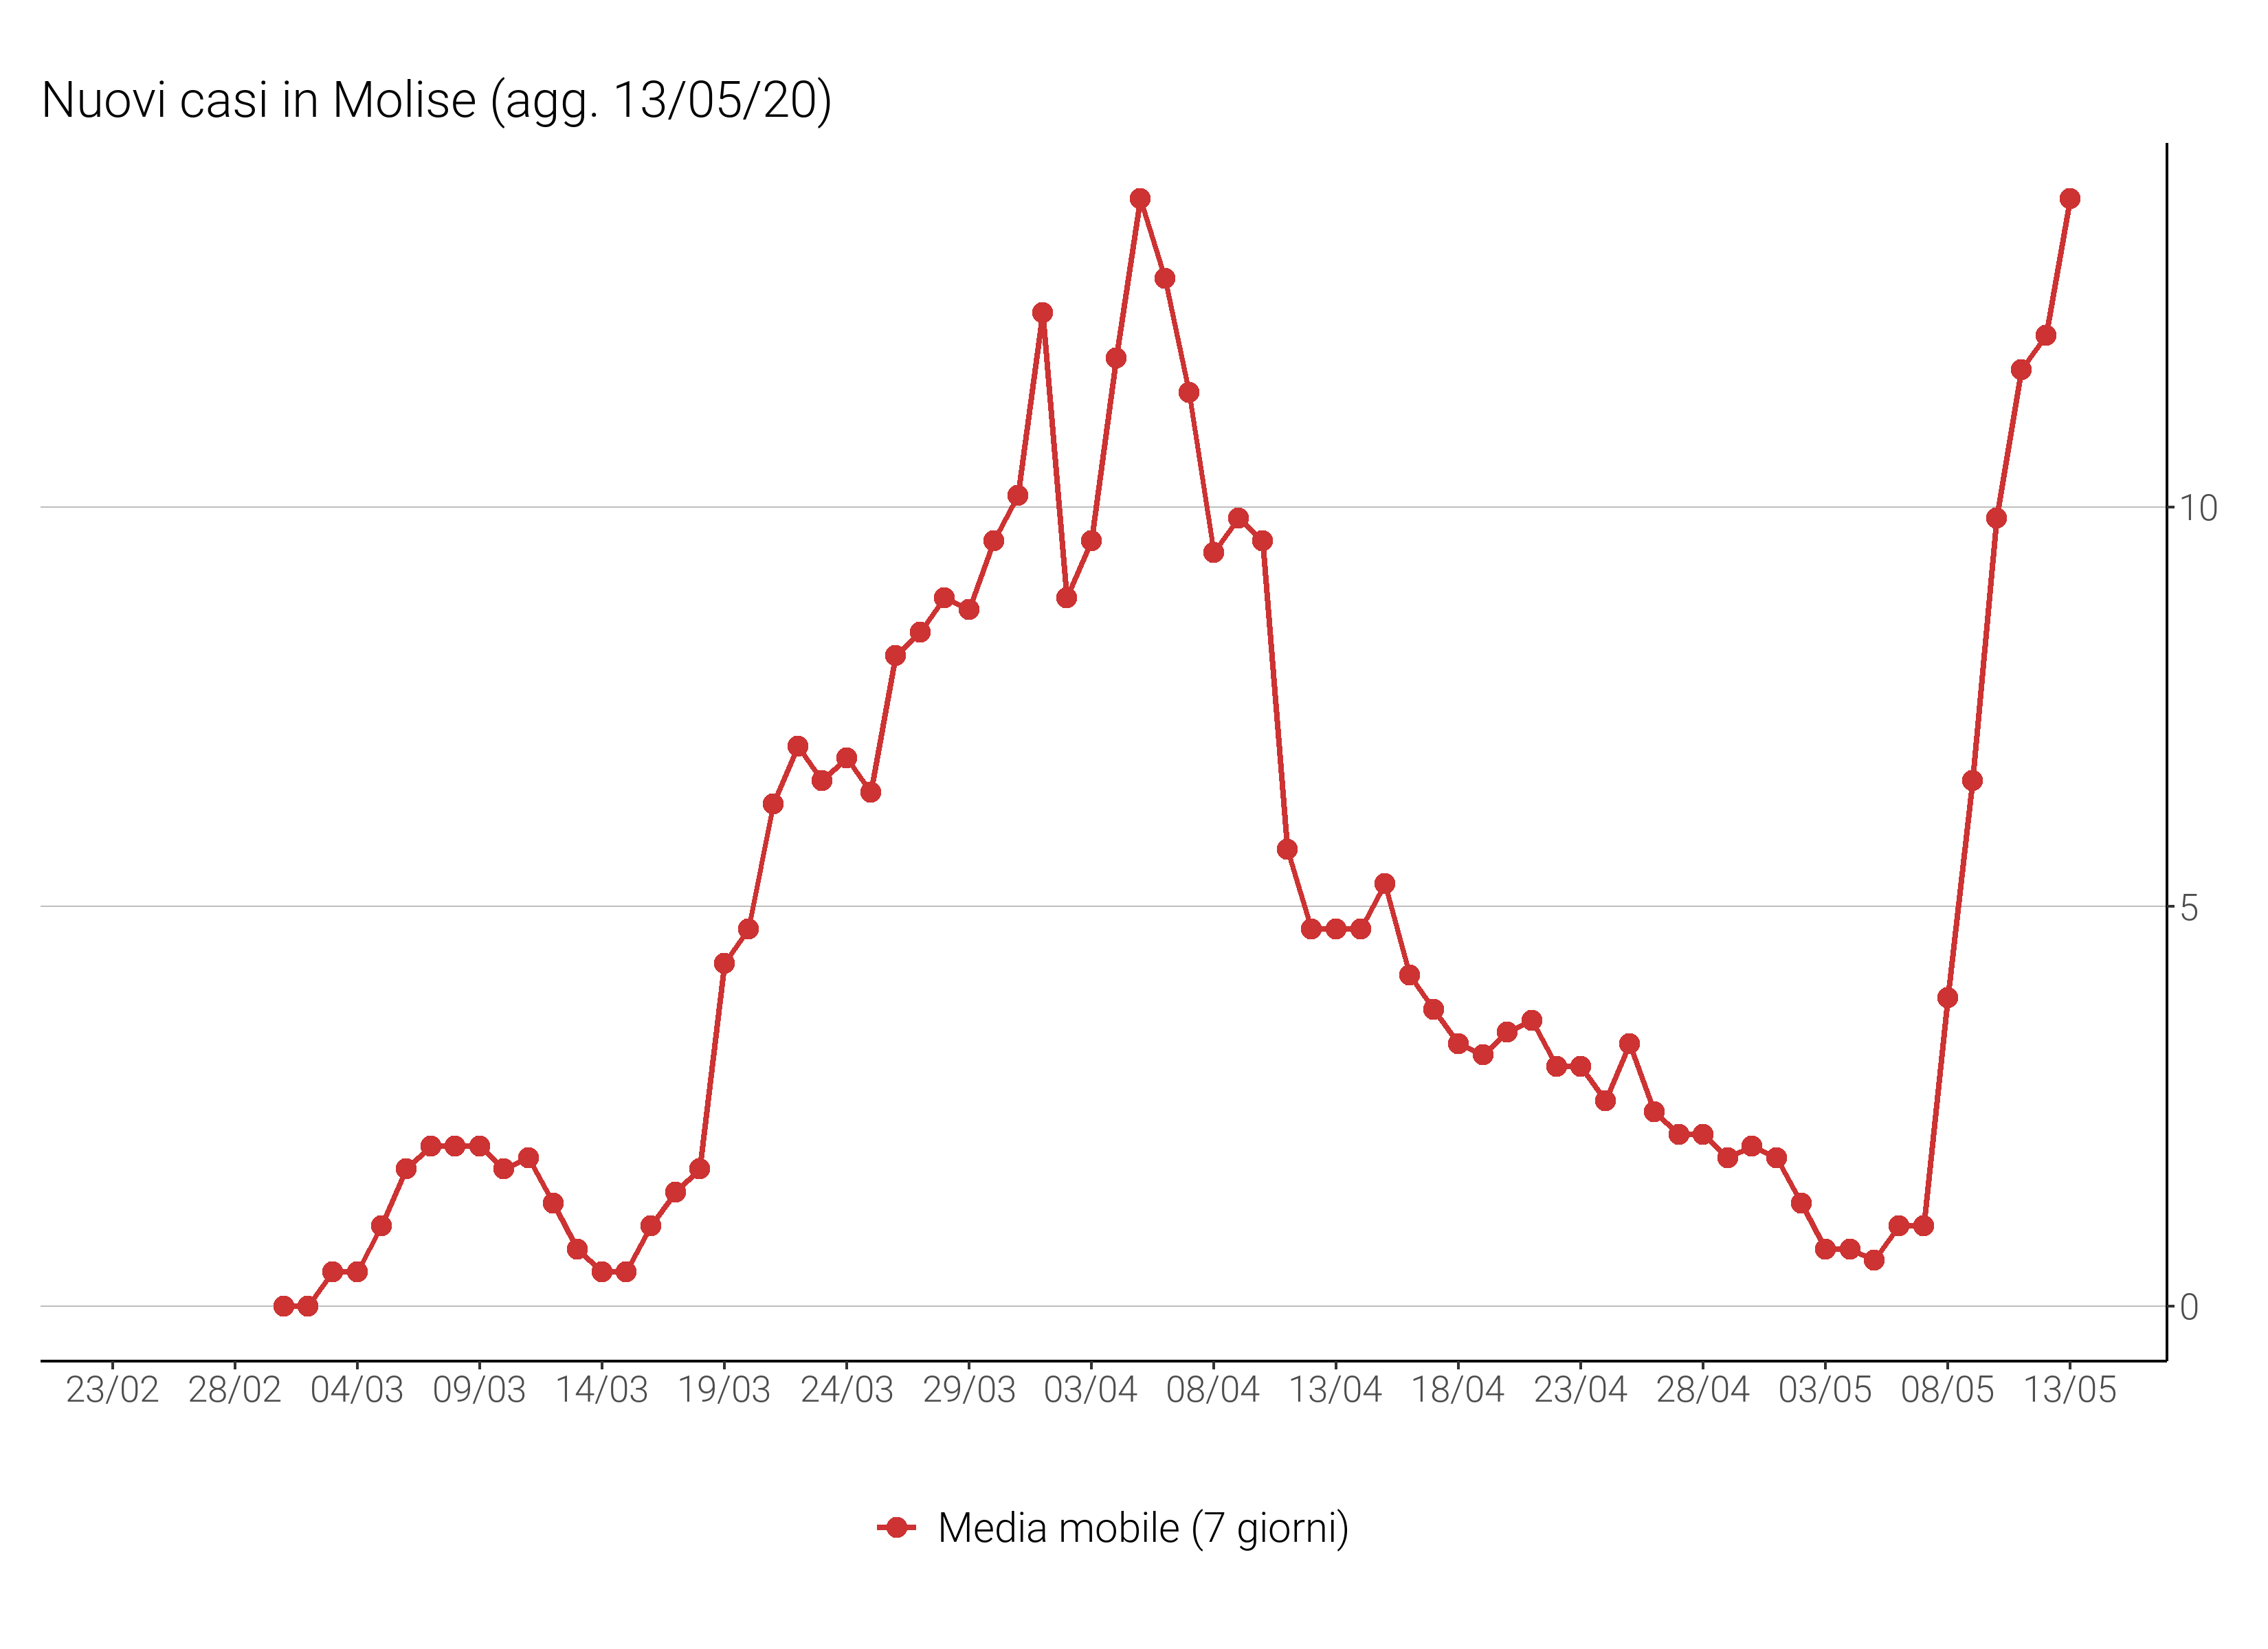 Nuovi casi in Molise (agg. 13/05/20)
10
5
0
23/02 28/02 04/03 09/03 14/03 19/03 24/03 29/03 03/04 08/04 13/04 18/04 23/04 28/04 03/05 08/05 13/05
Media mobile (7 giorni)